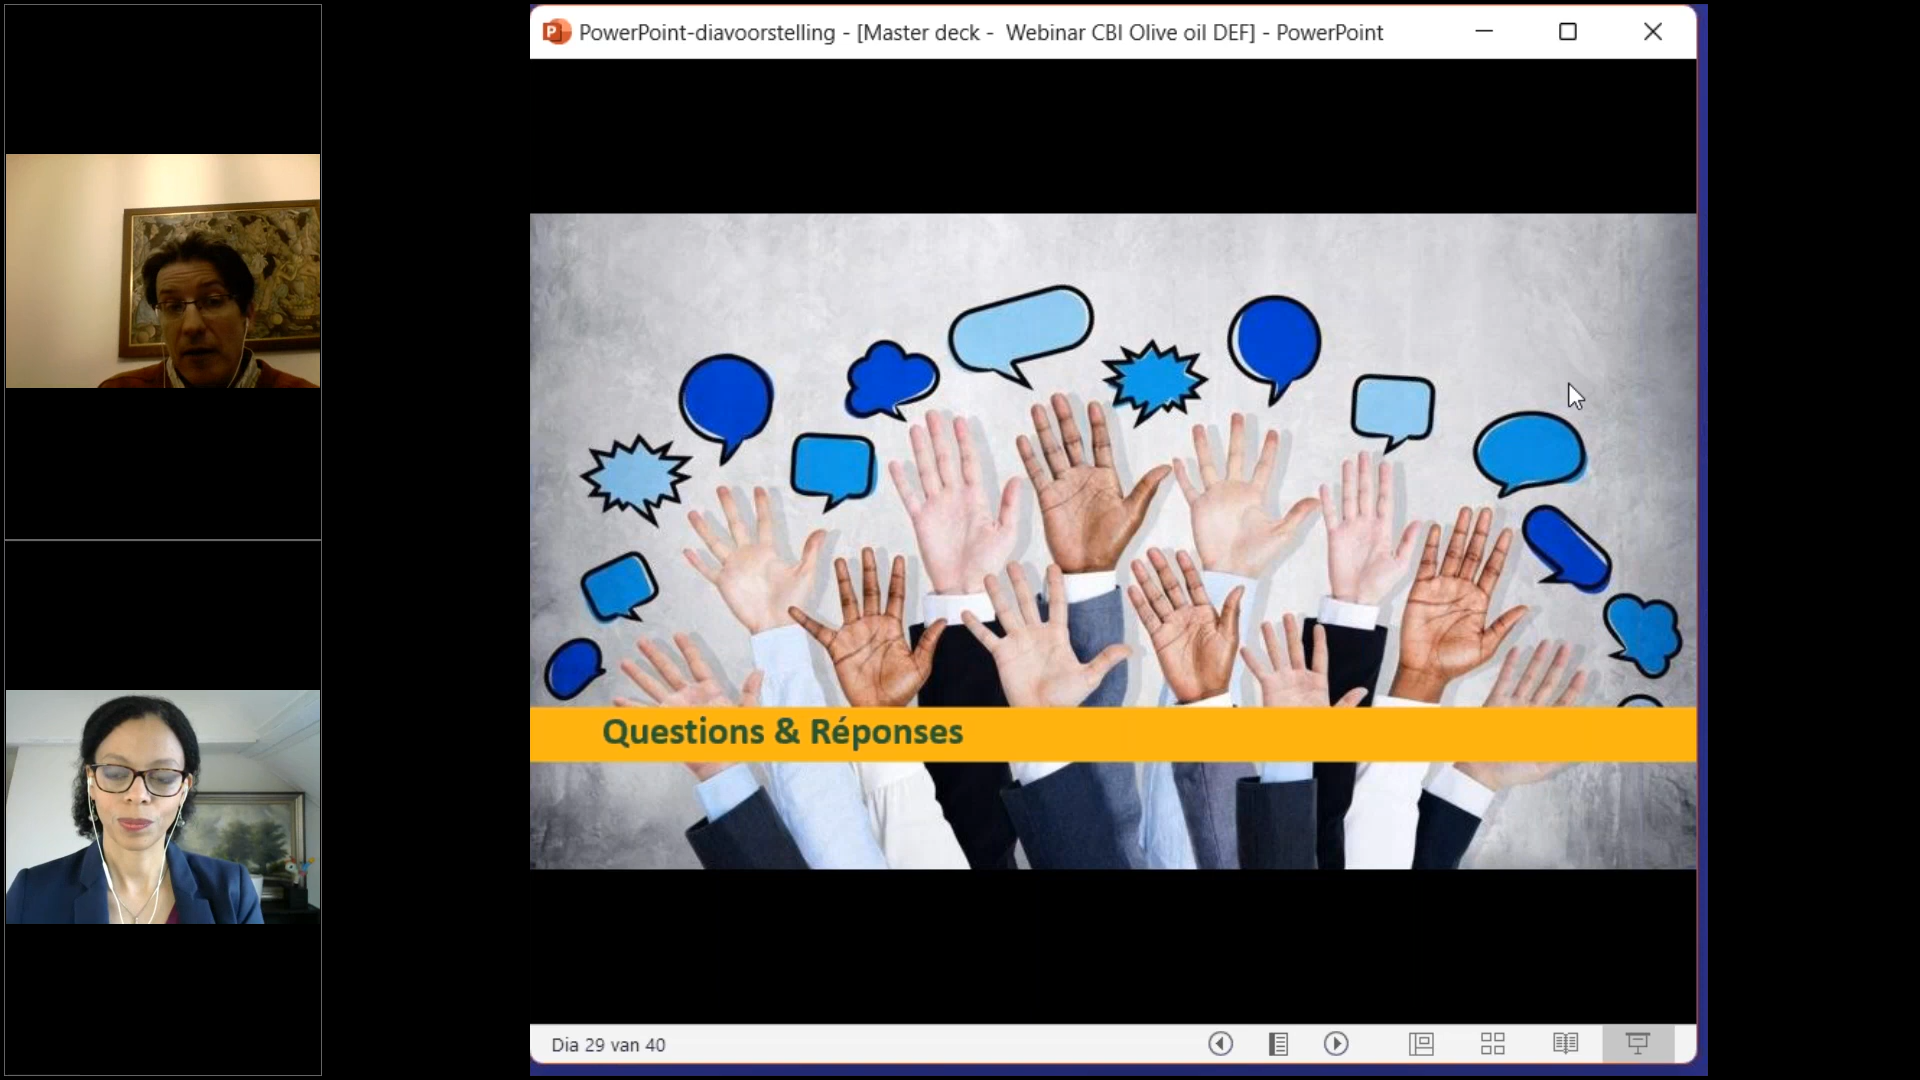 PowerPoint-diavoorstelling - [Master deck -  Webinar CBI Olive oil DEF] - PowerPoint
Questions & Réponses
Dia 29 van 40